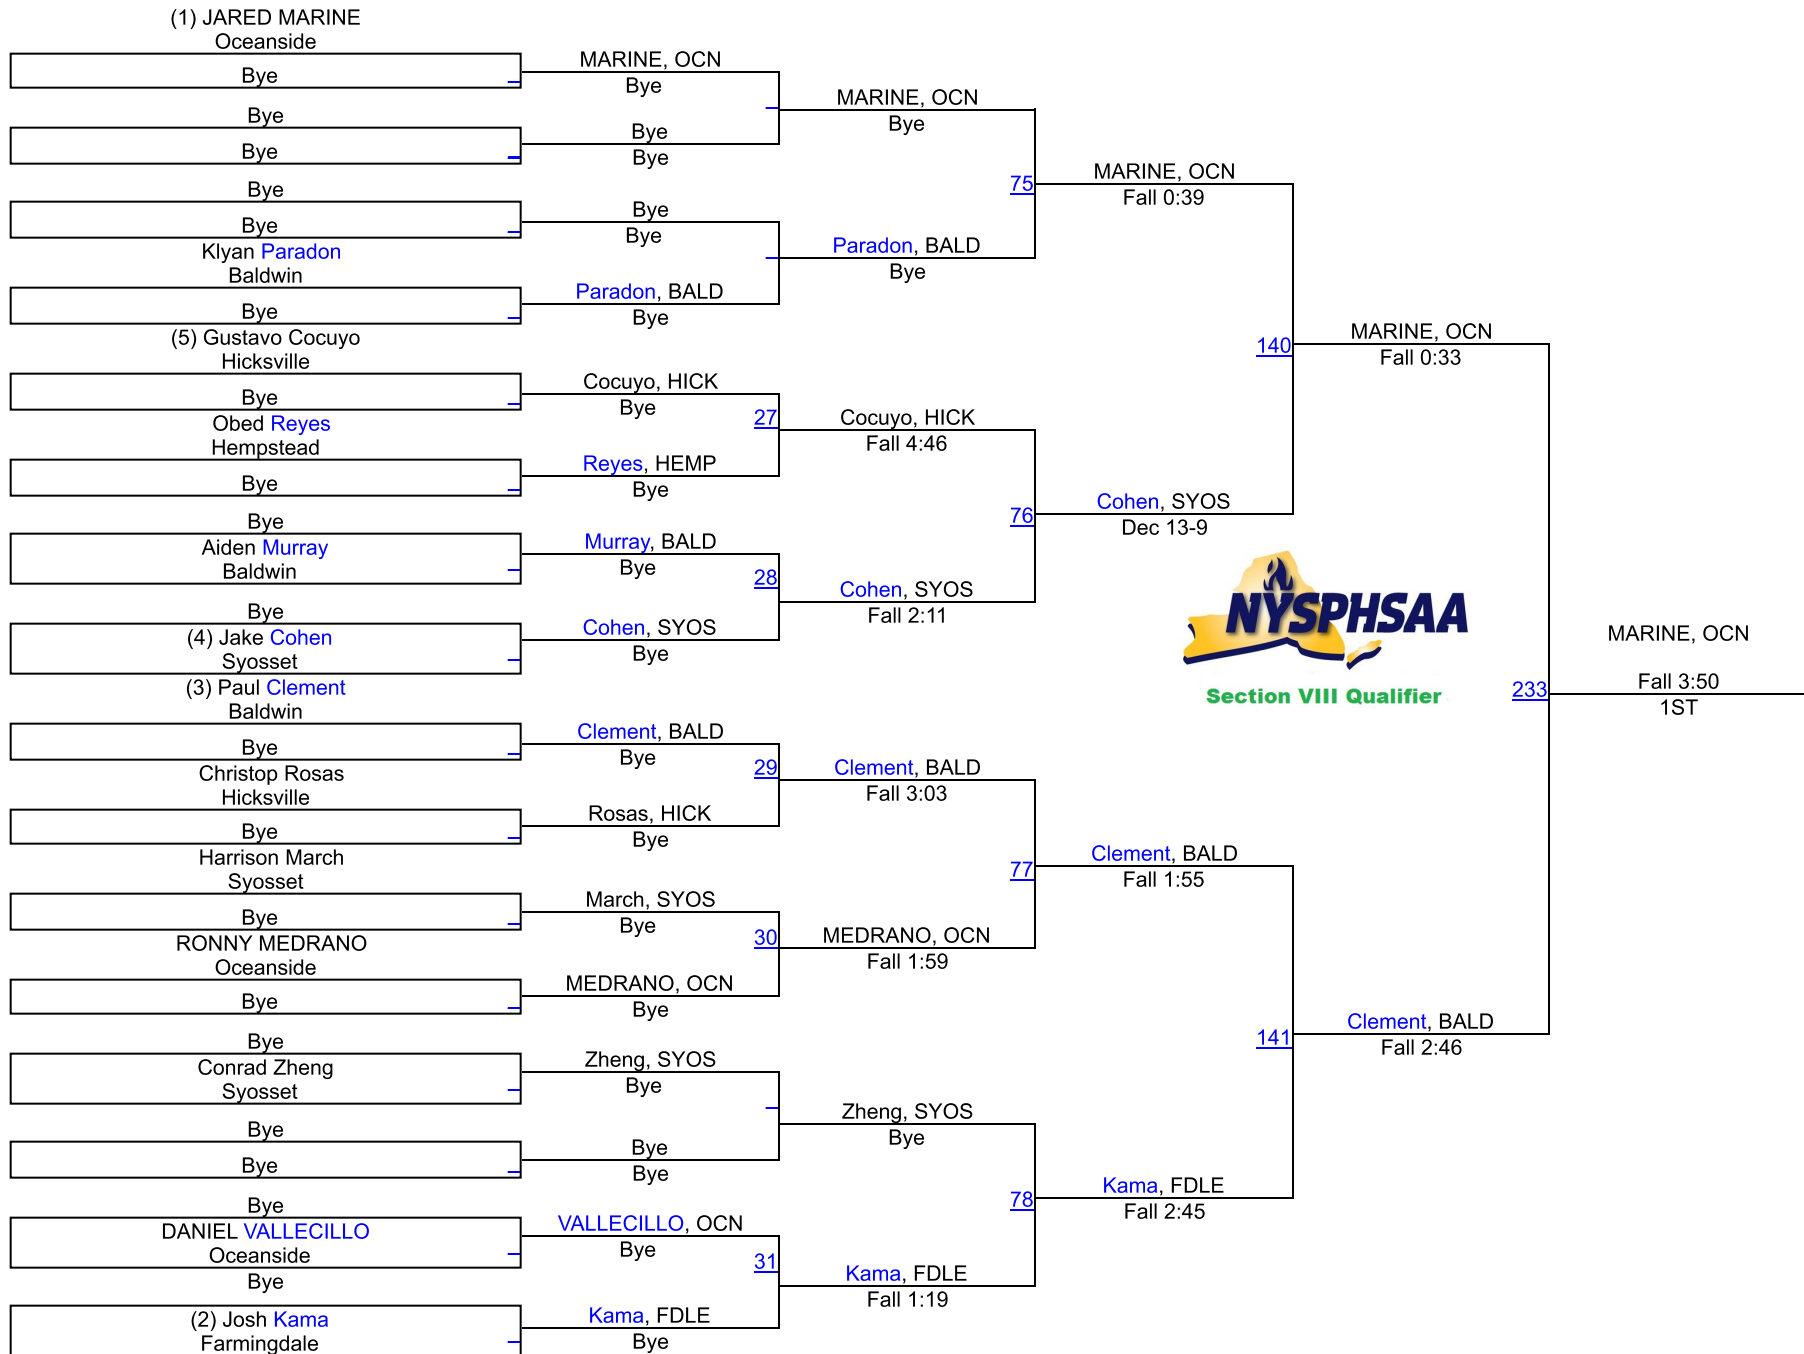 (1) JARED MARINE
Oceanside
Bye
Bye
Bye
Bye
Bye
Klyan Paradon
Baldwin
Bye
(5) Gustavo Cocuyo
Hicksville
Bye
Obed Reyes
Hempstead
Bye
Bye
Aiden Murray
Baldwin
Bye
(4) Jake Cohen
Syosset
(3) Paul Clement
Baldwin
Bye
Christop Rosas
Hicksville
Bye
Harrison March
Syosset
Bye
RONNY MEDRANO
Oceanside
Bye
Bye
Conrad Zheng
Syosset
Bye
Bye
Bye
DANIEL VALLECILLO
Oceanside
Bye
(2) Josh Kama
Farmingdale
MARINE, OCN
Bye
Bye
Bye
Bye
Bye
Paradon, BALD
Bye
Cocuyo, HICK
Bye
27
Reyes, HEMP
Bye
Murray, BALD
Bye
28
Cohen, SYOS
Bye
Clement, BALD
Bye
29
Rosas, HICK
Bye
March, SYOS
Bye
30
MEDRANO, OCN
Bye
Zheng, SYOS
Bye
Bye
Bye
VALLECILLO, OCN
Bye
31
Kama, FDLE
Bye
MARINE, OCN
Bye
75
Paradon, BALD
Bye
Cocuyo, HICK
Fall 4:46
76
Cohen, SYOS
Fall 2:11
Clement, BALD
Fall 3:03
77
MEDRANO, OCN
Fall 1:59
Zheng, SYOS
Bye
78
Kama, FDLE
Fall 1:19
MARINE, OCN
Fall 0:39
140
Cohen, SYOS
Dec 13-9
NYSPHSAA
Section VIII Qualifier
Clement, BALD
Fall 1:55
141
Kama, FDLE
Fall 2:45
MARINE, OCN
Fall 0:33
233
Clement, BALD
Fall 2:46
MARINE, OCN
Fall 3:50
1ST